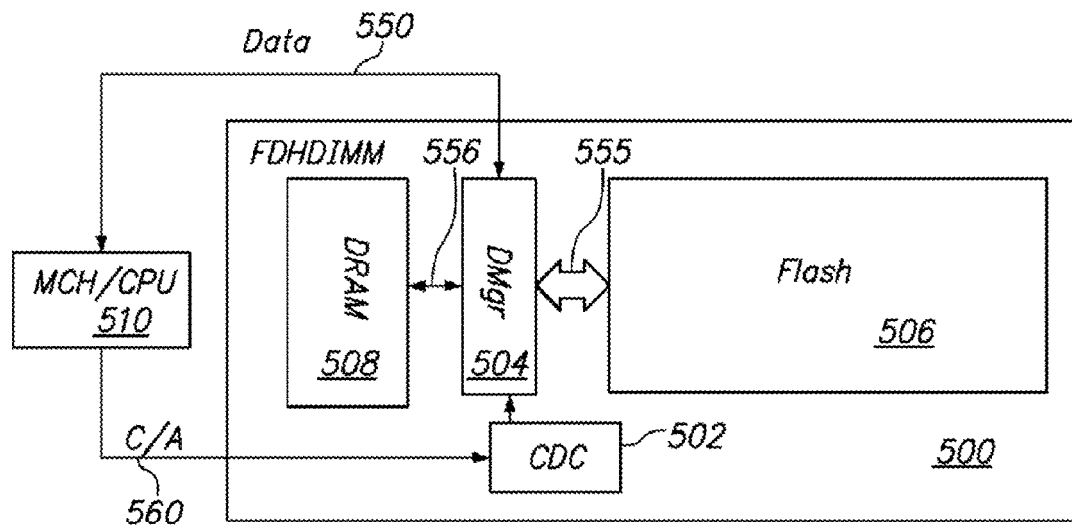 550
Data
FDHDIMM
556
555
DRAM
508
DMgr
504
Flash
506
MCH/CPU
510
C/A
560
CDC
502
500